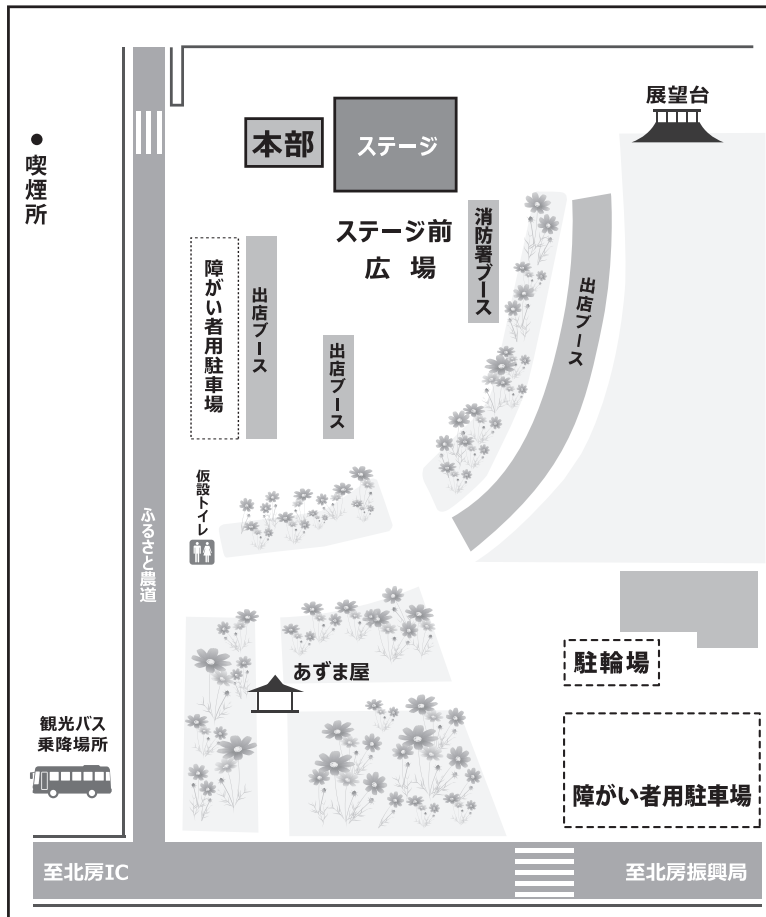 展望台
本部
ステージ
● 喫煙所
ステージ前
広場
消防署ブース
障がい者用駐車場
出店ブース
出店ブース
出店ブース
仮設トイレ
ふるさと農道
あずま屋
駐輪場
観光バス
乗降場所
障がい者用駐車場
至北房IC
至北房振興局